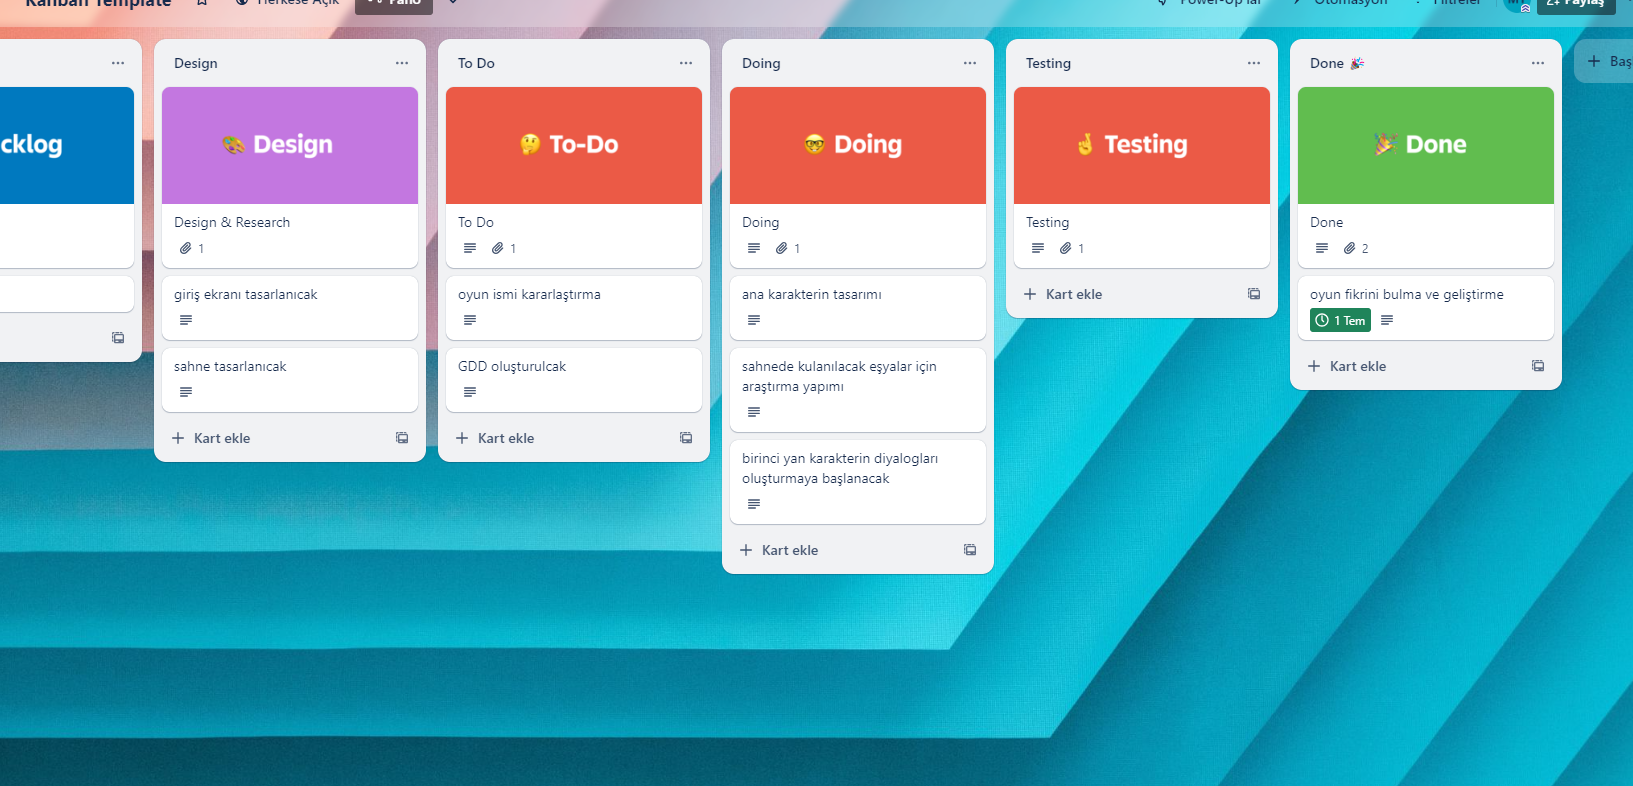 Kanban Template
Herkese Açık
Pano
Power-Up'lar
Otomasyon
Filtreler
Paylaş
cklog
Design
Design
Design & Research
1
giriş ekranı tasarlanıcak
sahne tasarlanıcak
Kart ekle
To Do
To-Do
To Do
1
oyun ismi kararlaştırma
GDD oluşturulcak
Kart ekle
Doing
Doing
Doing
1
ana karakterin tasarımı
sahnede kulanılacak eşyalar için
araştırma yapımı
birinci yan karakterin diyalogları
oluşturmaya başlanacak
Kart ekle
Testing
Testing
Testing
1
Kart ekle
Done
Done
Done
2
oyun fikrini bulma ve geliştirme
1 Tem
Kart ekle
Baş